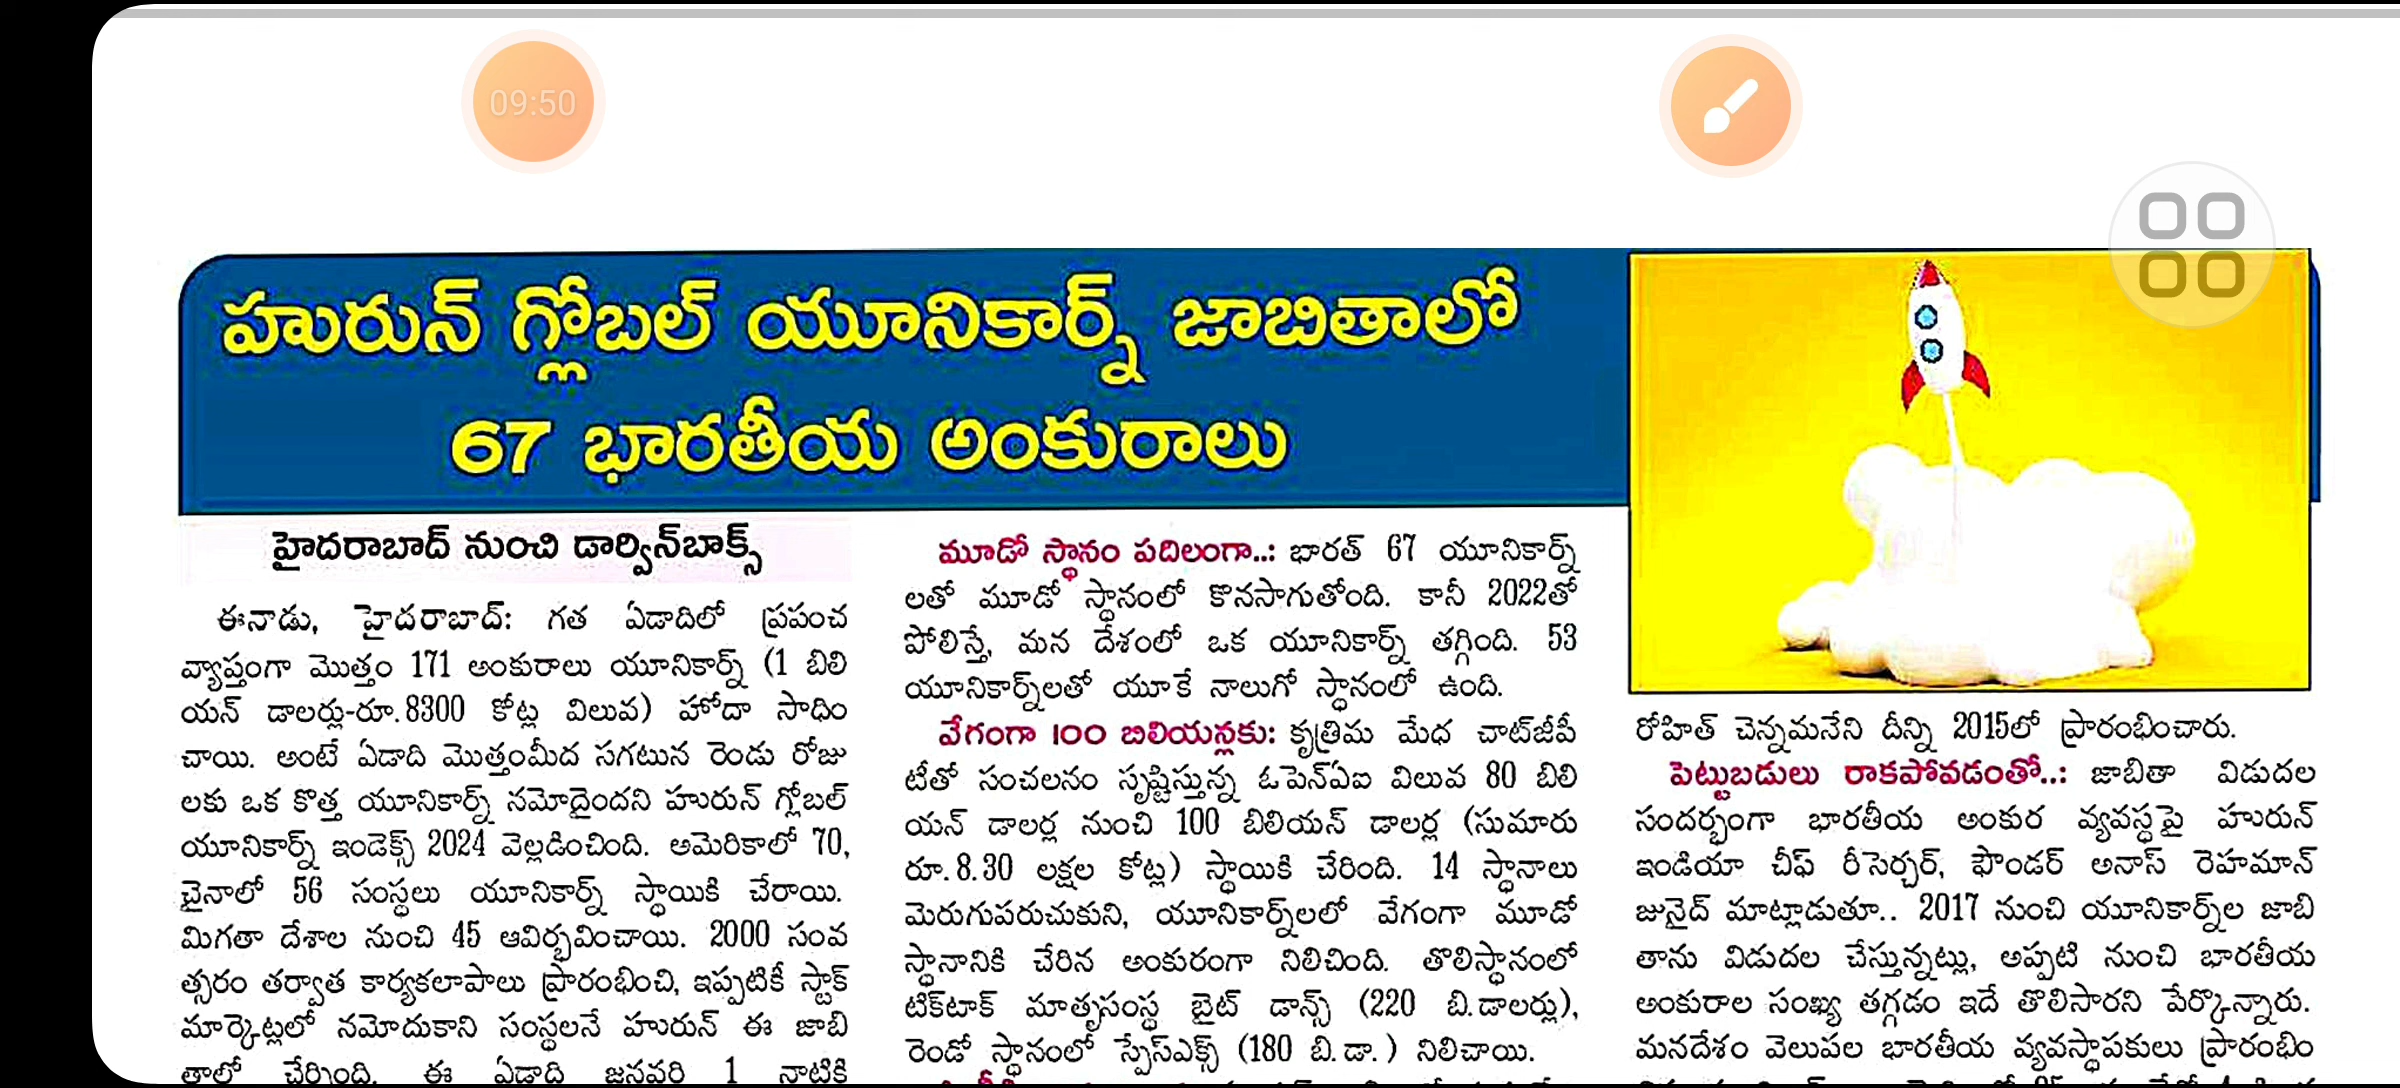 09:50
హురున్ గ్లోబల్ యూనికార్న్ జాబితాలో
67 భారతీయ అంకురాలు
హైదరాబాద్ నుంచి డార్విన్‌బాక్స్
ఈనాడు, హైదరాబాద్: గత ఏడాదిలో ప్రపంచ
వ్యాప్తంగా మొత్తం 171 అంకురాలు యూనికార్న్ (1 బిలి
యన్ డాలర్లు-రూ.8300 కోట్ల విలువ) హోదా సాధిం
చాయి. అంటే ఏడాది మొత్తంమీద సగటున రెండు రోజు
లకు ఒక కొత్త యూనికార్న్ నమోదైందని హురున్ గ్లోబల్
యూనికార్న్ ఇండెక్స్ 2024 వెల్లడించింది. అమెరికాలో 70,
చైనాలో 56 సంస్థలు యూనికార్న్ స్థాయికి చేరాయి.
మిగతా దేశాల నుంచి 45 ఆవిర్భవించాయి. 2000 సంవ
త్సరం తర్వాత కార్యకలాపాలు ప్రారంభించి, ఇప్పటికీ స్టాక్
మార్కెట్లలో నమోదుకాని సంస్థలనే హురున్ ఈ జాబి
తాలో చేర్చింది. ఈ ఏడాది జనవరి 1 నాటికి
మూడో స్థానం పదిలంగా..: భారత్ 67 యూనికార్న్
లతో మూడో స్థానంలో కొనసాగుతోంది. కానీ 2022తో
పోలిస్తే, మన దేశంలో ఒక యూనికార్న్ తగ్గింది. 53
యూనికార్న్‌లతో యూకే నాలుగో స్థానంలో ఉంది.
వేగంగా 100 బిలియన్లకు: కృత్రిమ మేధ చాట్‌జీపీ
టీతో సంచలనం సృష్టిస్తున్న ఓపెన్‌ఏఐ విలువ 80 బిలి
యన్ డాలర్ల నుంచి 100 బిలియన్ డాలర్ల (సుమారు
రూ.8.30 లక్షల కోట్ల) స్థాయికి చేరింది. 14 స్థానాలు
మెరుగుపరుచుకుని, యూనికార్న్‌లలో వేగంగా మూడో
స్థానానికి చేరిన అంకురంగా నిలిచింది. తొలిస్థానంలో
టిక్‌టాక్ మాతృసంస్థ బైట్ డాన్స్ (220 బి.డాలర్లు),
రెండో స్థానంలో స్పేస్‌ఎక్స్ (180 బి.డా.) నిలిచాయి.
రోహిత్ చెన్నమనేని దీన్ని 2015లో ప్రారంభించారు.
పెట్టుబడులు రాకపోవడంతో..: జాబితా విడుదల
సందర్భంగా భారతీయ అంకుర వ్యవస్థపై హురున్
ఇండియా చీఫ్ రీసెర్చర్, ఫౌండర్ అనాస్ రెహమాన్
జునైద్ మాట్లాడుతూ.. 2017 నుంచి యూనికార్న్‌ల జాబి
తాను విడుదల చేస్తున్నట్లు, అప్పటి నుంచి భారతీయ
అంకురాల సంఖ్య తగ్గడం ఇదే తొలిసారని పేర్కొన్నారు.
మనదేశం వెలుపల భారతీయ వ్యవస్థాపకులు ప్రారంభిం